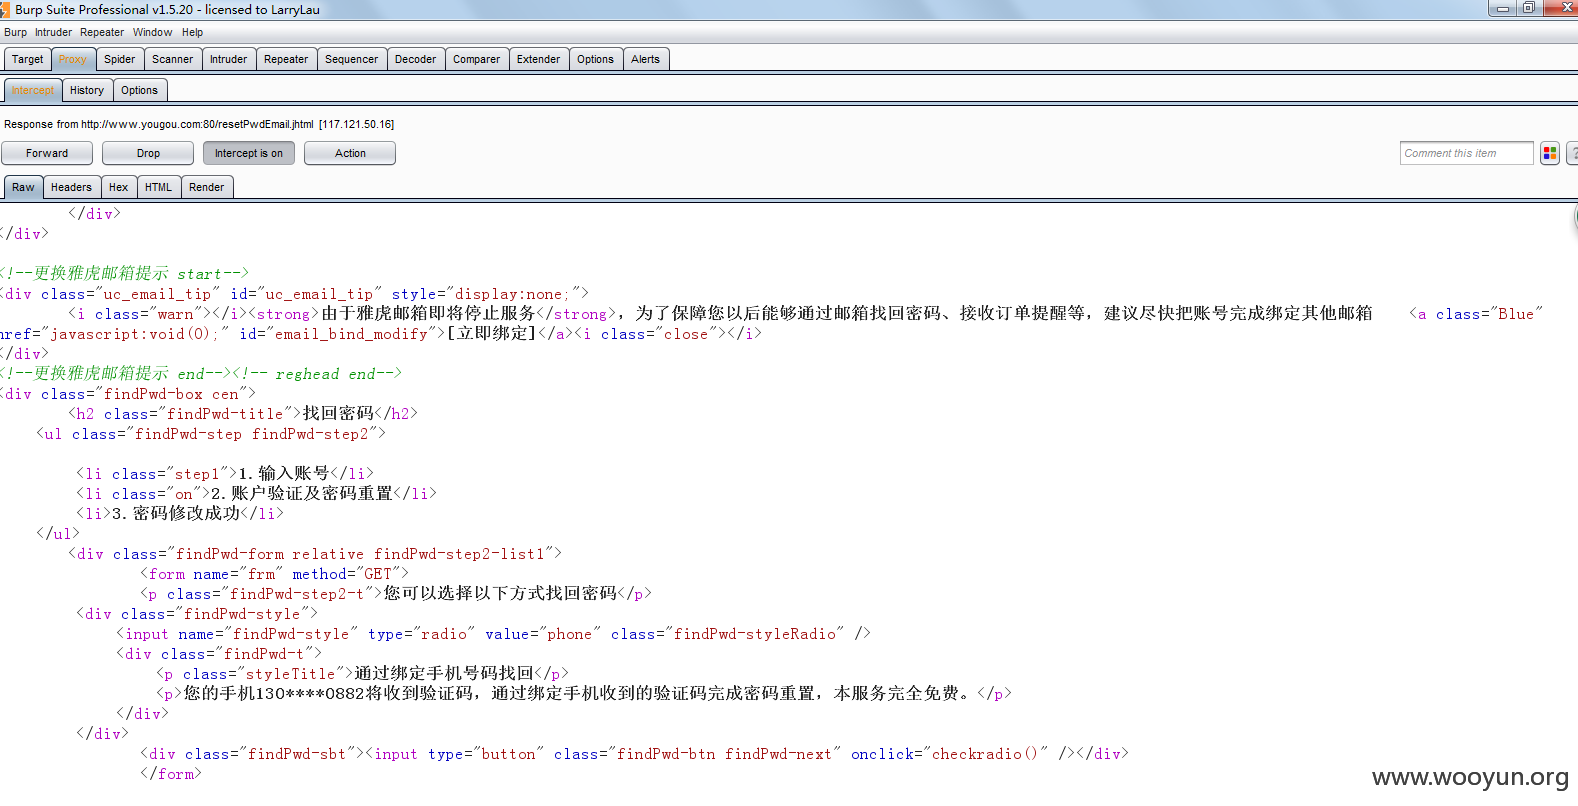 Burp Suite Professional v1.5.20 - licensed to LarryLau
Burp Intruder Repeater Window Help
Target Proxy Spider Scanner Intruder Repeater Sequencer Decoder Comparer Extender Options Alerts
Intercept History Options
Response from http://www.yougou.com:80/resetPwdEmail.jhtml [117.121.50.16]
Forward Drop Intercept is on Action Comment this item ?
Raw Headers Hex HTML Render
</div>
</div>
<!--更换雅虎邮箱提示 start-->
<div class="uc_email_tip" id="uc_email_tip" style="display:none;">
<i class="warn"></i><strong>由于雅虎邮箱即将停止服务</strong>，为了保障您以后能够通过邮箱找回密码、接收订单提醒等，建议尽快把账号完成绑定其他邮箱 <a class="Blue"
href="javascript:void(0);" id="email_bind_modify">[立即绑定]</a><i class="close"></i>
</div>
<!--更换雅虎邮箱提示 end--><!-- reghead end-->
<div class="findPwd-box cen">
<h2 class="findPwd-title">找回密码</h2>
<ul class="findPwd-step findPwd-step2">
<li class="step1">1.输入账号</li>
<li class="on">2.账户验证及密码重置</li>
<li>3.密码修改成功</li>
</ul>
<div class="findPwd-form relative findPwd-step2-list1">
<form name="frm" method="GET">
<p class="findPwd-step2-t">您可以选择以下方式找回密码</p>
<div class="findPwd-style">
<input name="findPwd-style" type="radio" value="phone" class="findPwd-styleRadio" />
<div class="findPwd-t">
<p class="styleTitle">通过绑定手机号码找回</p>
<p>您的手机130****0882将收到验证码，通过绑定手机收到的验证码完成密码重置，本服务完全免费。</p>
</div>
</div>
<div class="findPwd-sbt"><input type="button" class="findPwd-btn findPwd-next" onclick="checkradio()" /></div>
</form>
www.wooyun.org